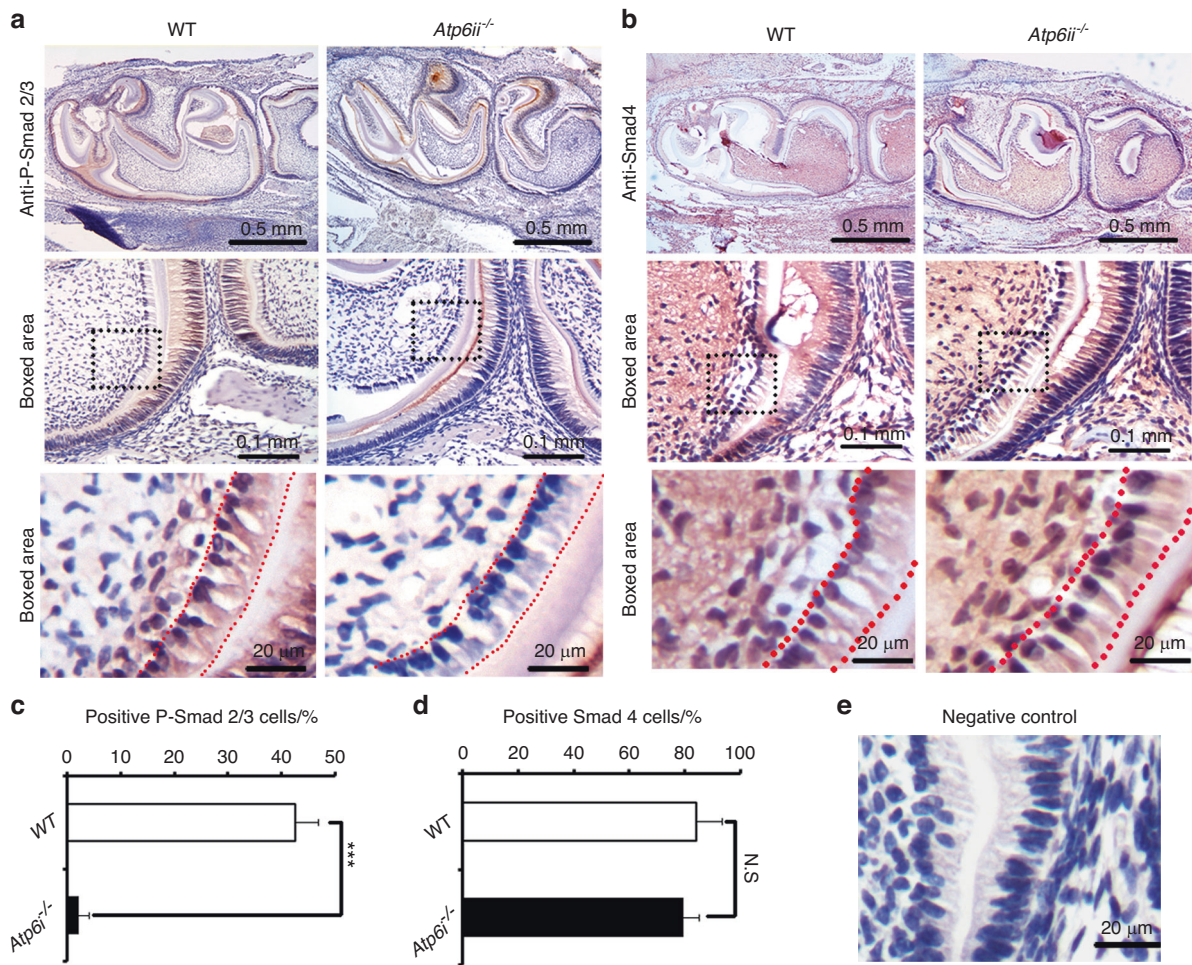 a
WT
Atp6ii-/-
Anti-P-Smad 2/3
0.5 mm
0.5 mm
Boxed area
0.1 mm
0.1 mm
Boxed area
20 μm
20 μm
b
WT
Atp6ii-/-
Anti-Smad4
0.5 mm
0.5 mm
Boxed area
0.1 mm
0.1 mm
Boxed area
20 μm
20 μm
c
Positive P-Smad 2/3 cells/%
0 10 20 30 40 50
WT
Atp6i-/-
***
d
Positive Smad 4 cells/%
0 20 40 60 80 100
WT
Atp6i-/-
N.S
e
Negative control
20 μm